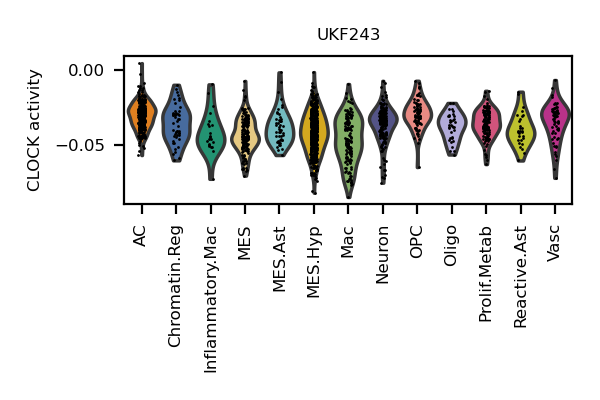 UKF243
CLOCK activity
0.00
−0.05
AC
Chromatin.Reg
Inflammatory.Mac
MES
MES.Ast
MES.Hyp
Mac
Neuron
OPC
Oligo
Prolif.Metab
Reactive.Ast
Vasc